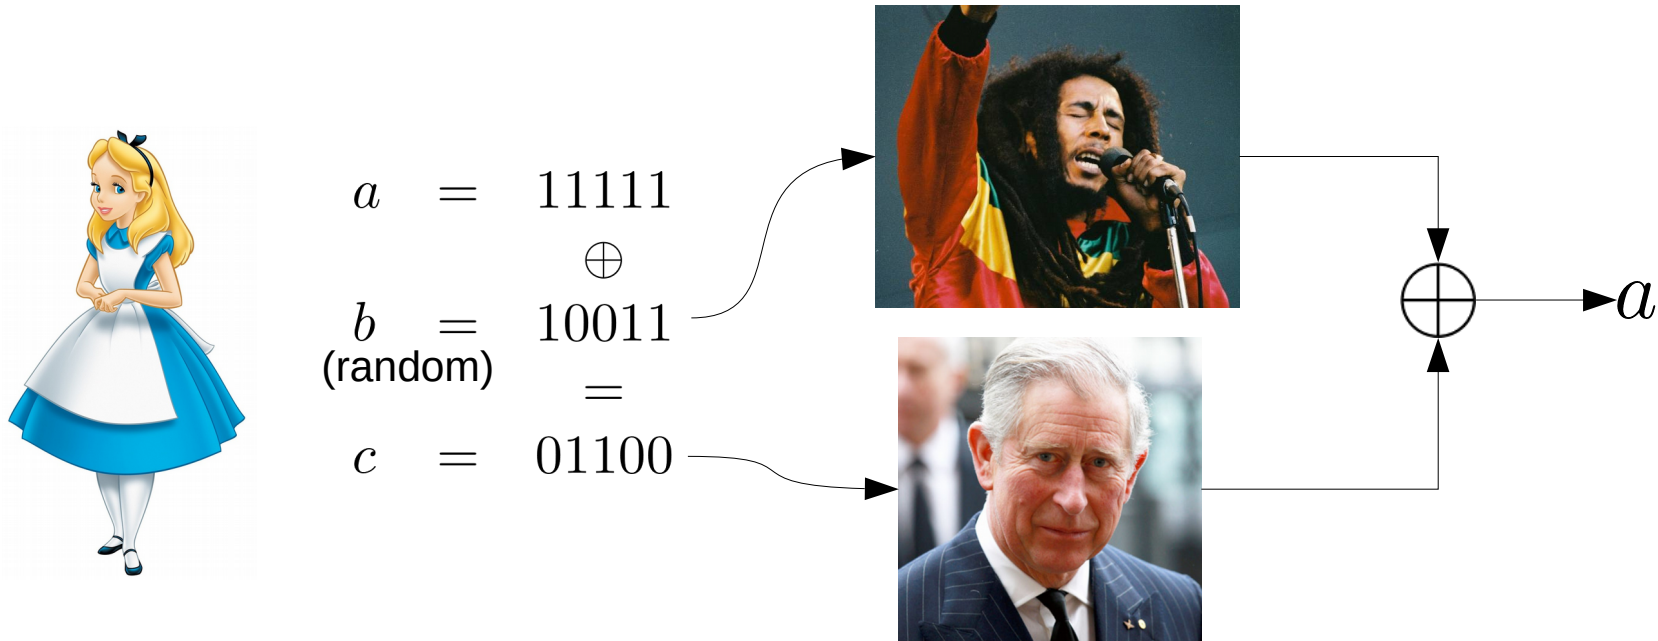 a = 11111
⊕
b = 10011
(random)
=
c = 01100
⊕ a